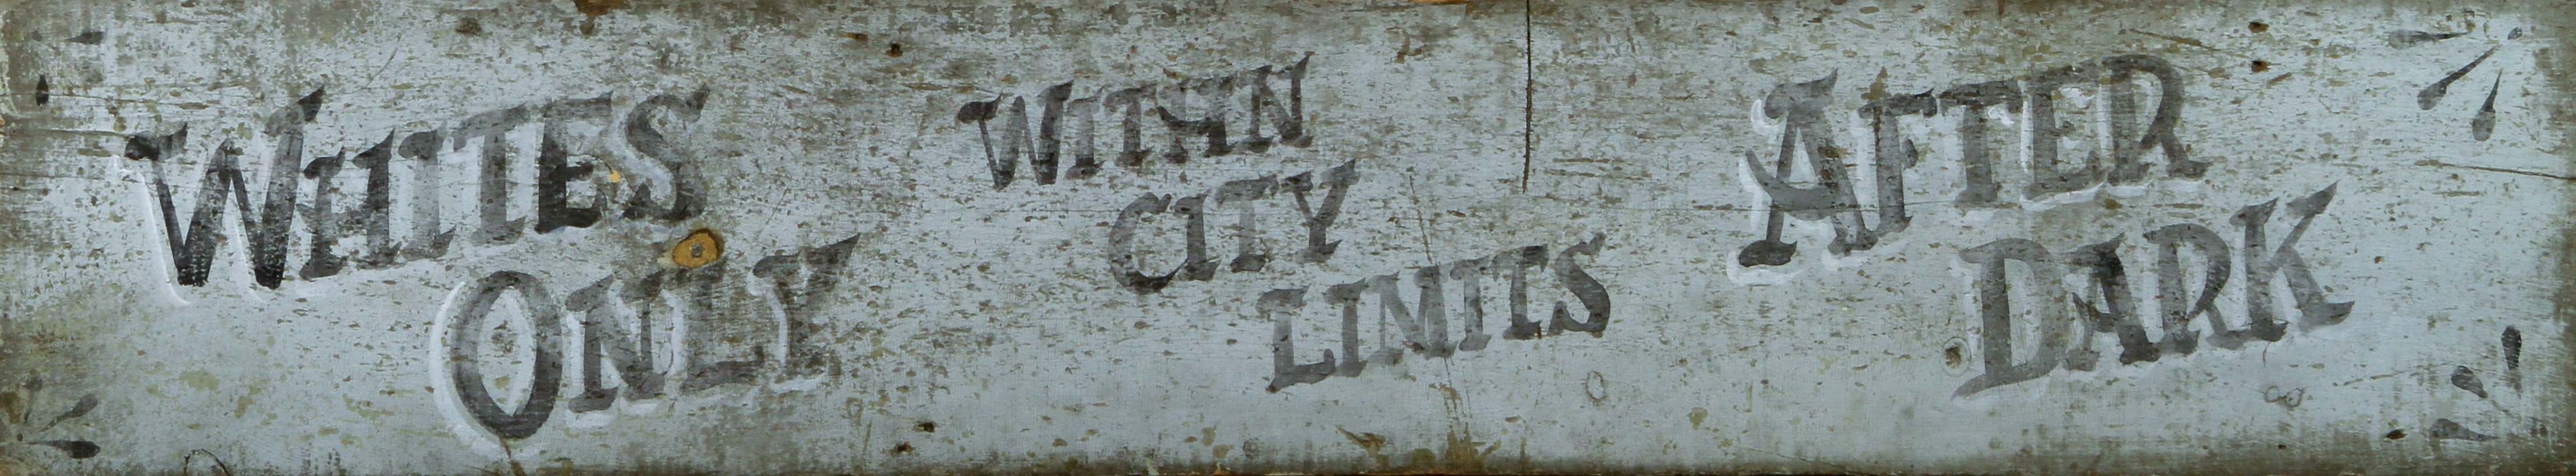 WHITES
ONLY
WITHIN
CITY
LIMITS
AFTER
DARK